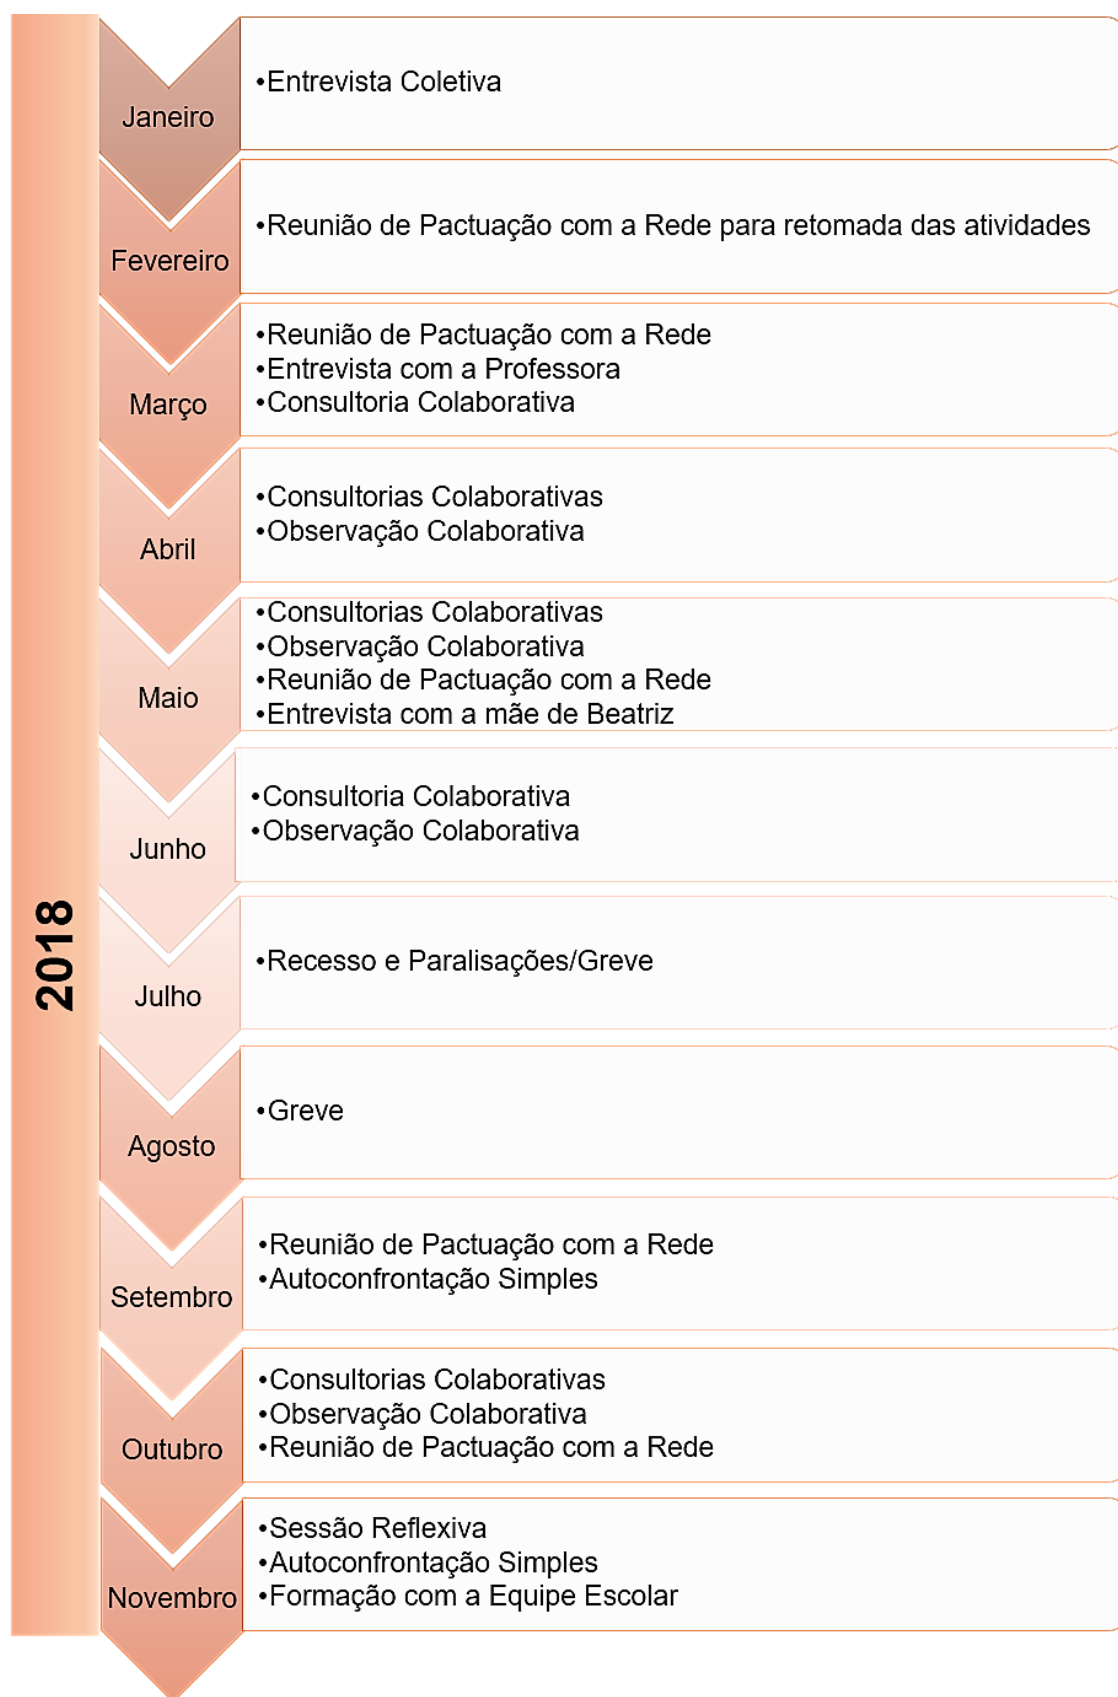 2018
Janeiro
•Entrevista Coletiva
Fevereiro
•Reunião de Pactuação com a Rede para retomada das atividades
Março
•Reunião de Pactuação com a Rede
•Entrevista com a Professora
•Consultoria Colaborativa
Abril
•Consultorias Colaborativas
•Observação Colaborativa
Maio
•Consultorias Colaborativas
•Observação Colaborativa
•Reunião de Pactuação com a Rede
•Entrevista com a mãe de Beatriz
Junho
•Consultoria Colaborativa
•Observação Colaborativa
Julho
•Recesso e Paralisações/Greve
Agosto
•Greve
Setembro
•Reunião de Pactuação com a Rede
•Autoconfrontação Simples
Outubro
•Consultorias Colaborativas
•Observação Colaborativa
•Reunião de Pactuação com a Rede
Novembro
•Sessão Reflexiva
•Autoconfrontação Simples
•Formação com a Equipe Escolar